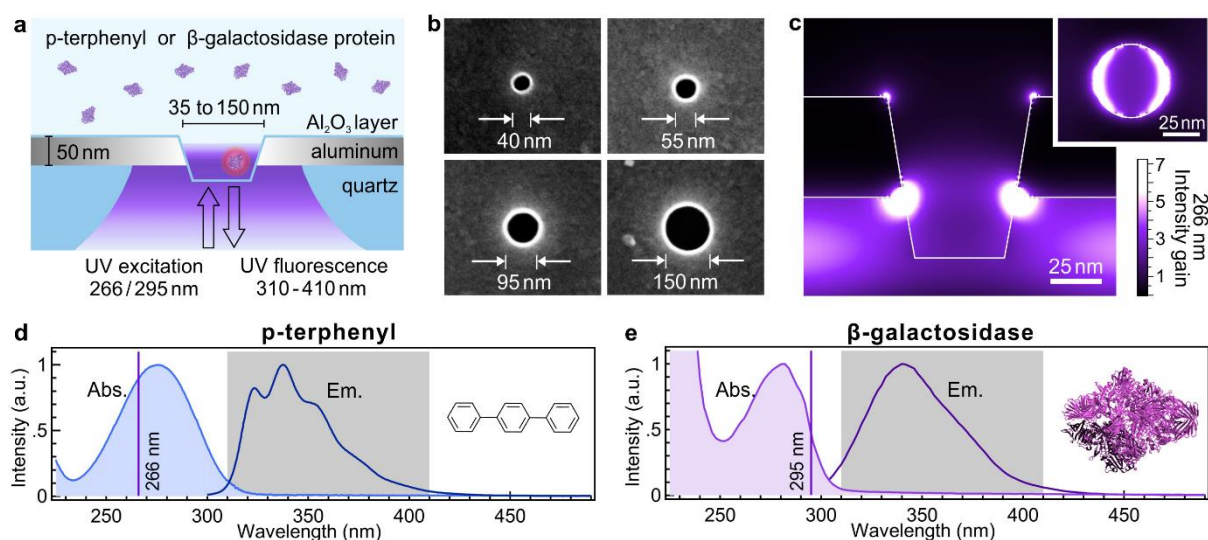 a
p-terphenyl or β-galactosidase protein
35 to 150 nm
Al₂O₃ layer
50 nm
aluminum
quartz
UV excitation
266 / 295 nm
UV fluorescence
310 - 410 nm
b
40 nm
55 nm
95 nm
150 nm
c
25 nm
25 nm
7
5
3
1
Intensity gain
266 nm
d
p-terphenyl
Intensity (a.u.)
1
.5
0
Abs.
266 nm
Em.
250
300
350
400
450
Wavelength (nm)
e
β-galactosidase
Intensity (a.u.)
1
.5
0
Abs.
295 nm
Em.
250
300
350
400
450
Wavelength (nm)